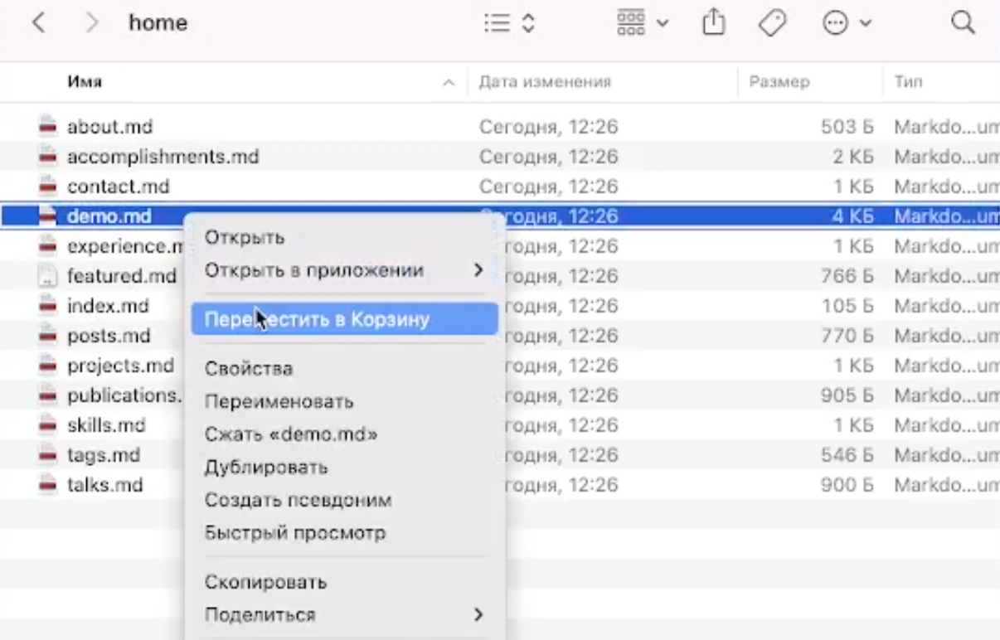 home
Имя Дата изменения Размер Тип
about.md Сегодня, 12:26 503 Б Markdo...um
accomplishments.md Сегодня, 12:26 2 КБ Markdo...um
contact.md Сегодня, 12:26 1 КБ Markdo...um
demo.md Сегодня, 12:26 4 КБ Markdo...um
experience.m годня, 12:26 1 КБ Markdo...um
featured.md годня, 12:26 766 Б Markdo...um
index.md годня, 12:26 105 Б Markdo...um
posts.md годня, 12:26 770 Б Markdo...um
projects.md годня, 12:26 1 КБ Markdo...um
publications. годня, 12:26 905 Б Markdo...um
skills.md годня, 12:26 1 КБ Markdo...um
tags.md годня, 12:26 546 Б Markdo...um
talks.md годня, 12:26 900 Б Markdo...um
Открыть
Открыть в приложении
Переместить в Корзину
Свойства
Переименовать
Сжать «demo.md»
Дублировать
Создать псевдоним
Быстрый просмотр
Скопировать
Поделиться